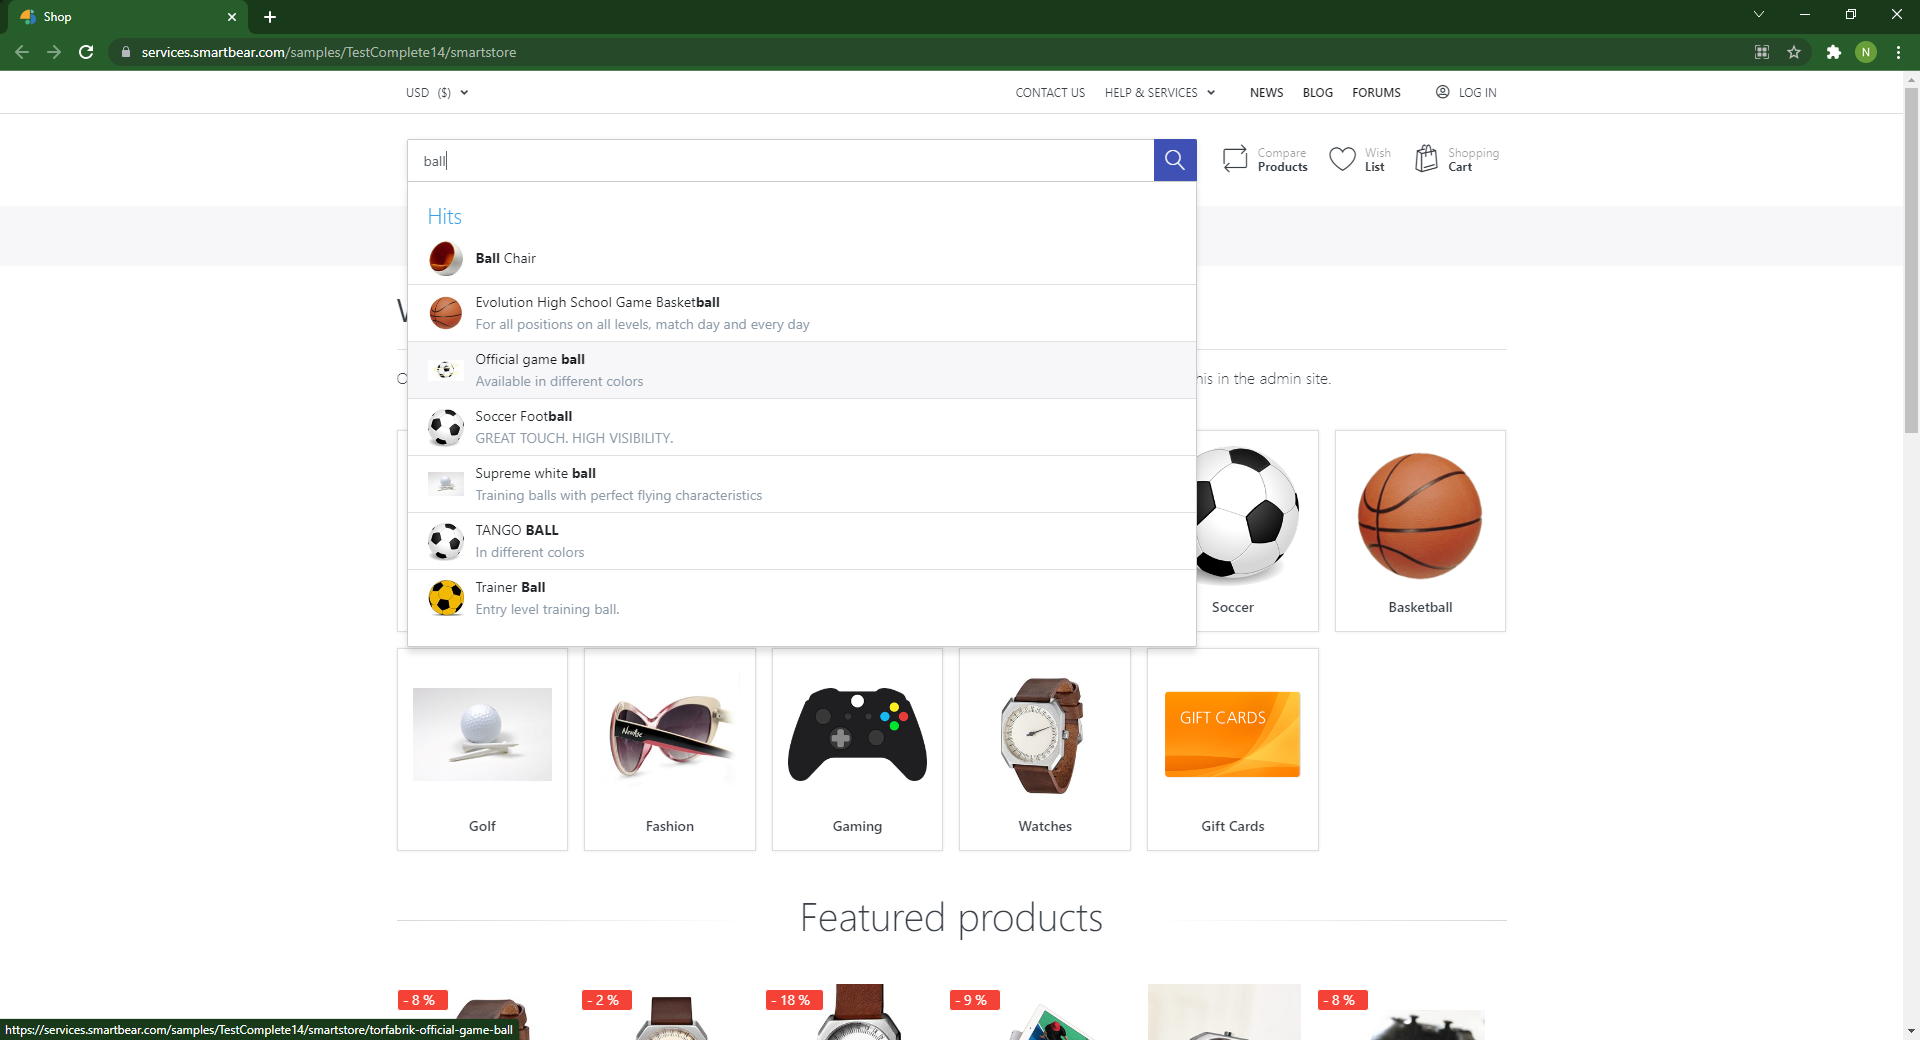 Shop
services.smartbear.com/samples/TestComplete14/smartstore
N
USD ($)
CONTACT US HELP & SERVICES NEWS BLOG FORUMS LOG IN
ball
Compare Products
Wish List
Shopping Cart
Hits
Ball Chair
Evolution High School Game Basketball
For all positions on all levels, match day and every day
Official game ball
Available in different colors
his in the admin site.
Soccer Football
GREAT TOUCH. HIGH VISIBILITY.
Supreme white ball
Training balls with perfect flying characteristics
TANGO BALL
In different colors
Trainer Ball
Entry level training ball.
Soccer
Basketball
GIFT CARDS
Golf
Fashion
Gaming
Watches
Gift Cards
Featured products
- 8 %
- 2 %
- 18 %
- 9 %
- 8 %
https://services.smartbear.com/samples/TestComplete14/smartstore/torfabrik-official-game-ball